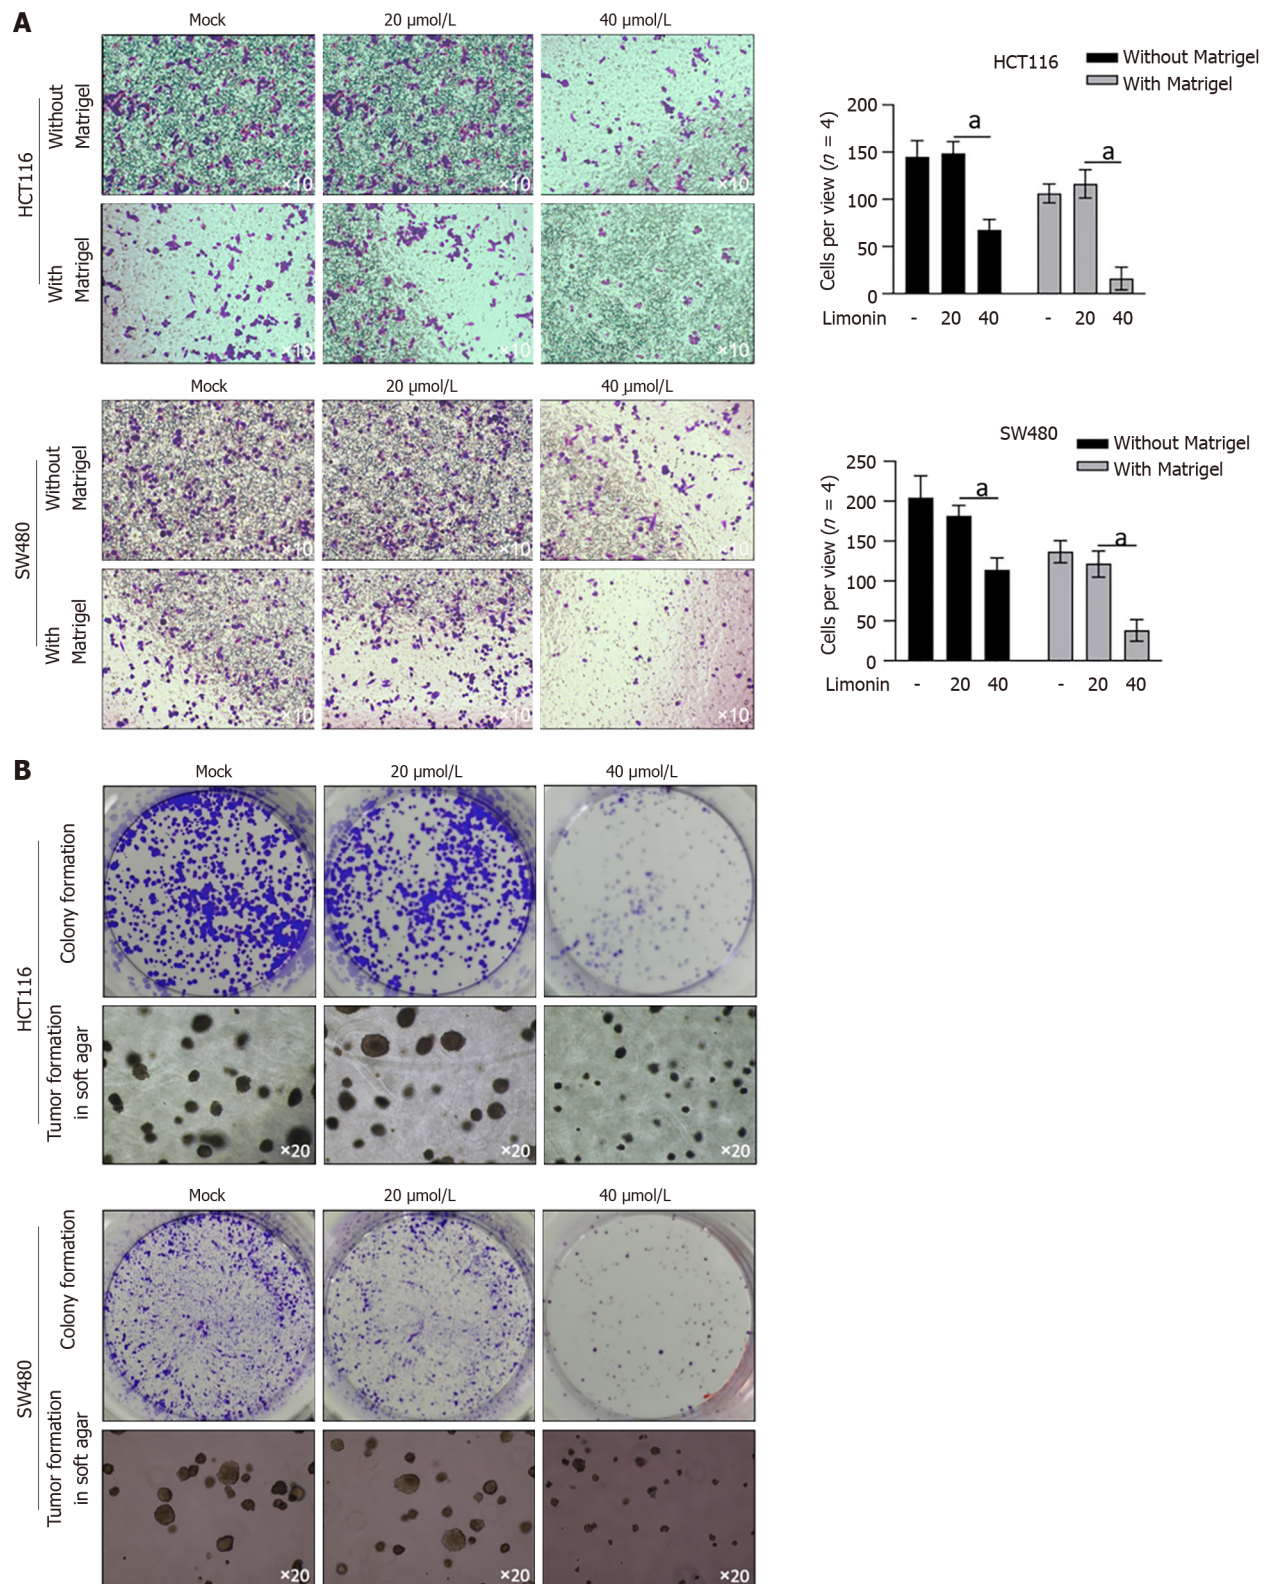 A
Mock 20 µmol/L 40 µmol/L
HCT116
Without
Matrigel
×10 ×10 ×10
With
Matrigel
×10 ×10 ×10
HCT116
Without Matrigel
With Matrigel
Cells per view (n = 4)
200
150
100
50
0
a
a
Limonin - 20 40 - 20 40
Mock 20 µmol/L 40 µmol/L
SW480
Without
Matrigel
×10 ×10 ×10
With
Matrigel
×10 ×10 ×10
SW480
Without Matrigel
With Matrigel
Cells per view (n = 4)
250
200
150
100
50
0
a
a
Limonin - 20 40 - 20 40
B
Mock 20 µmol/L 40 µmol/L
HCT116
Colony formation
Tumor formation
in soft agar
×20 ×20 ×20
Mock 20 µmol/L 40 µmol/L
SW480
Colony formation
Tumor formation
in soft agar
×20 ×20 ×20